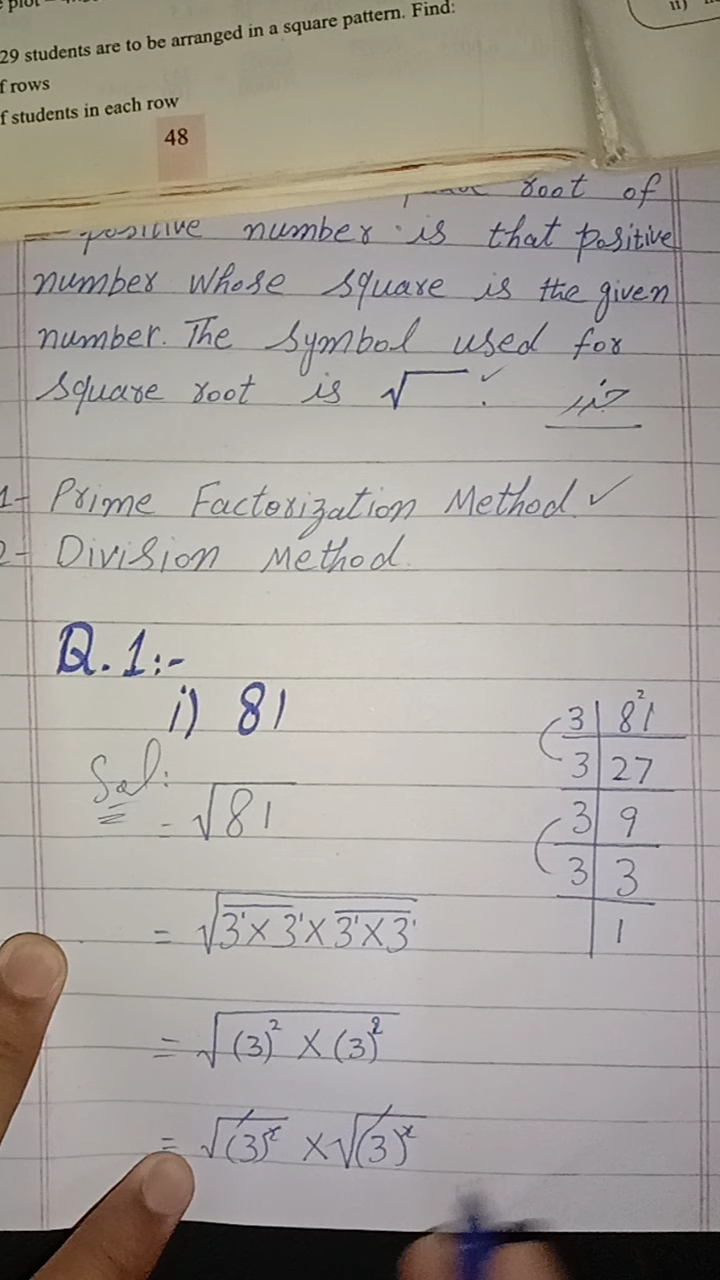 29 students are to be arranged in a square pattern. Find:
f rows
f students in each row
48
root of
positive number is that positive
number whose square is the given
number. The symbol used for
square root is √ ✓ جذر
1- Prime Factorization Method ✓
2- Division Method.
Q.1:-
i) 81
Sol:
= √81
= √3×3×3×3
= √(3)² × (3)²
= √(3)² × √(3)²
3 | 81
3 | 27
3 | 9
3 | 3
| 1